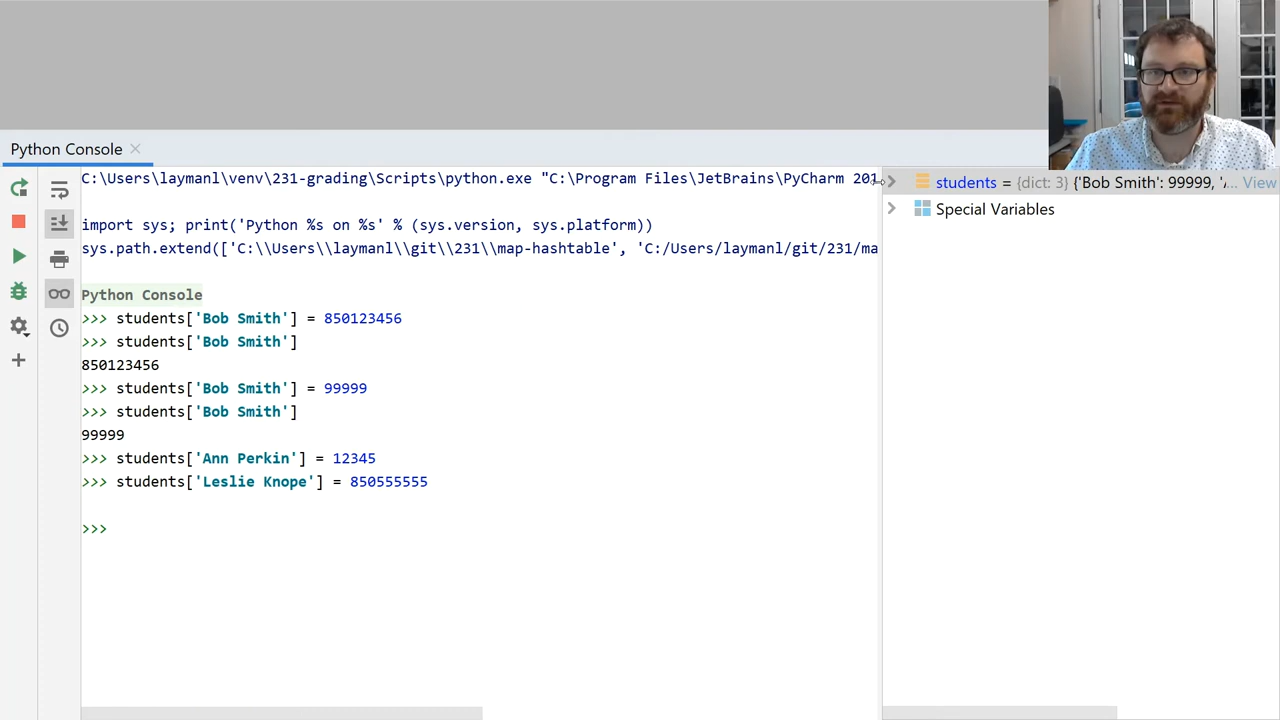 Python Console
C:\Users\laymanl\venv\231-grading\Scripts\python.exe "C:\Program Files\JetBrains\PyCharm 201
import sys; print('Python %s on %s' % (sys.version, sys.platform))
sys.path.extend(['C:\\Users\\laymanl\\git\\231\\map-hashtable', 'C:/Users/laymanl/git/231/ma
Python Console
>>> students['Bob Smith'] = 850123456
>>> students['Bob Smith']
850123456
>>> students['Bob Smith'] = 99999
>>> students['Bob Smith']
99999
>>> students['Ann Perkin'] = 12345
>>> students['Leslie Knope'] = 850555555
>>>
students = {dict: 3} {'Bob Smith': 99999, '... View
Special Variables